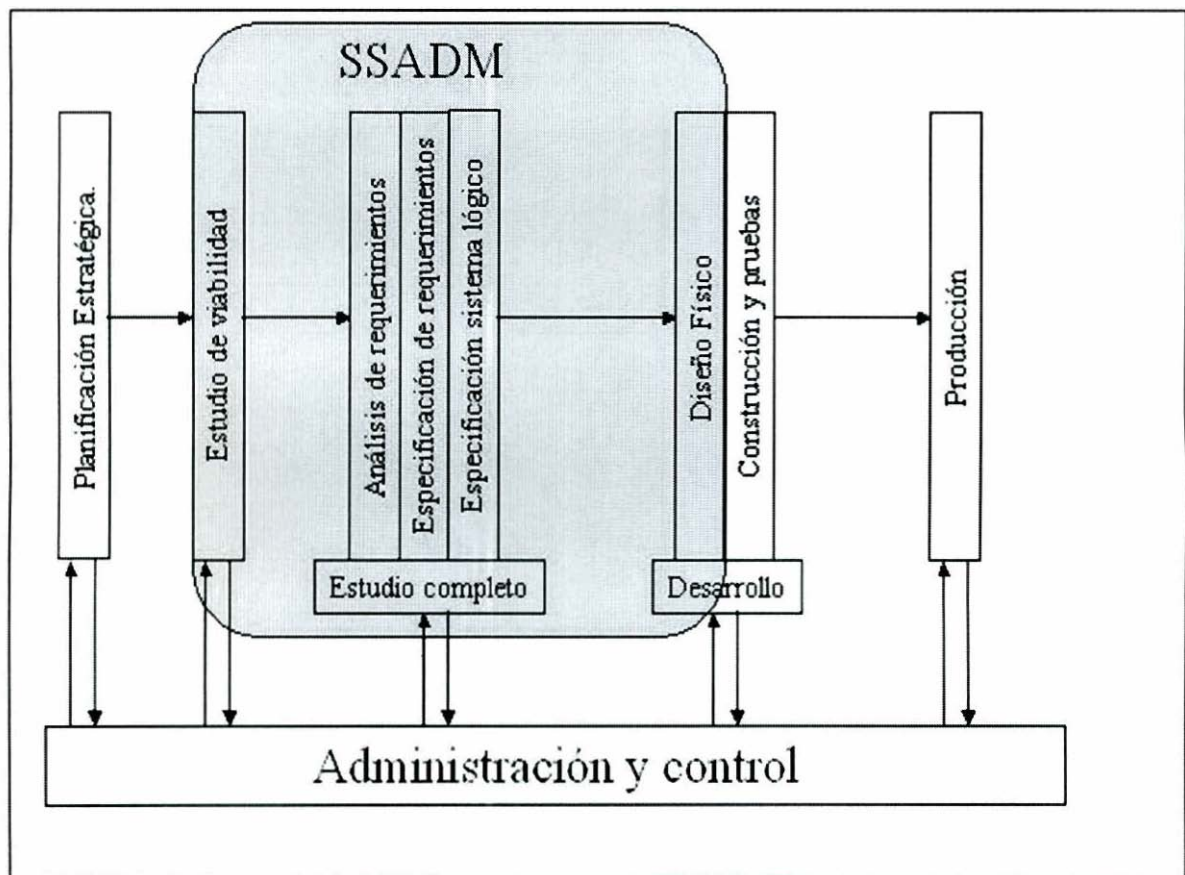 SSADM
Planificación Estratégica.
Estudio de viabilidad
Análisis de requerimientos
Especificación de requerimientos
Especificación sistema lógico
Diseño Físico
Construcción y pruebas
Producción
Estudio completo
Desarrollo
Administración y control